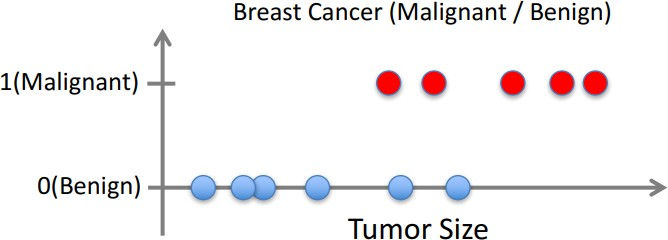 Breast Cancer (Malignant / Benign)
1(Malignant)
0(Benign)
Tumor Size